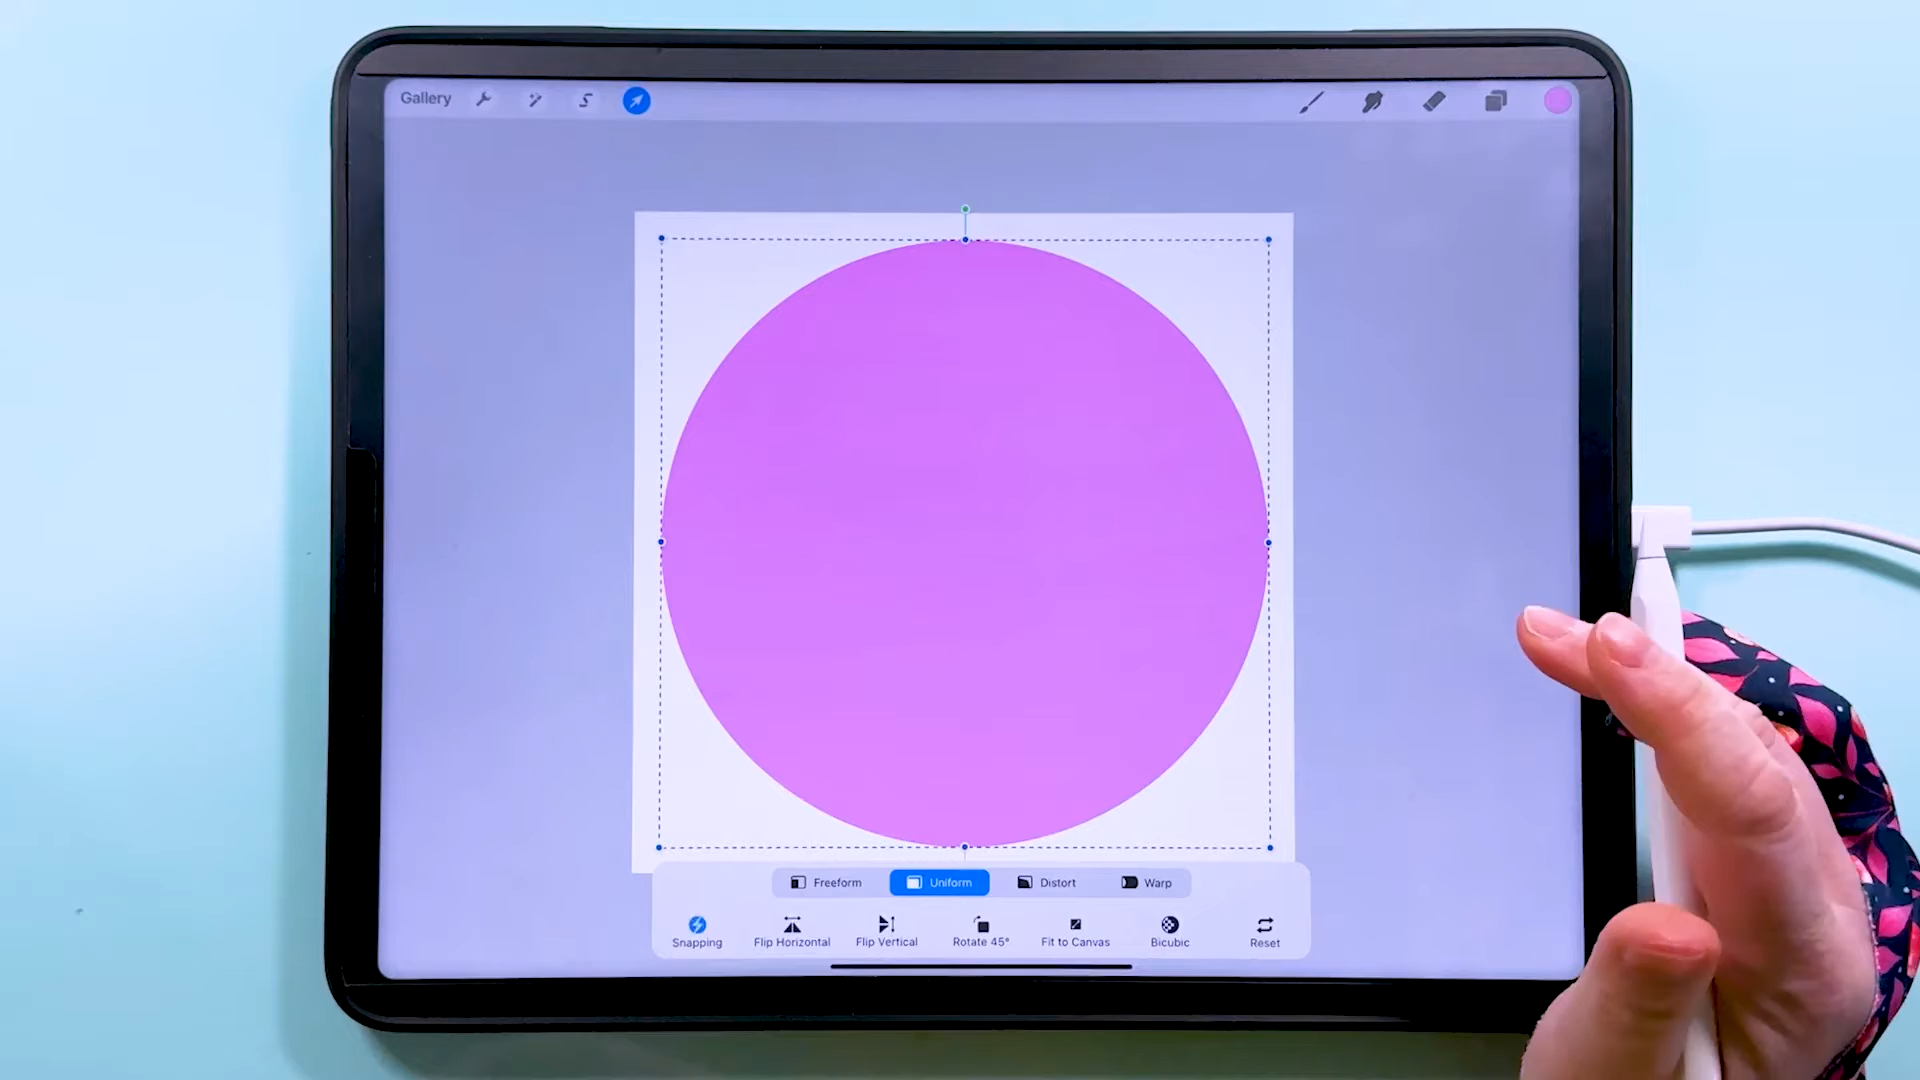 Gallery
Freeform Uniform Distort Warp
Snapping Flip Horizontal Flip Vertical Rotate 45° Fit to Canvas Bicubic Reset